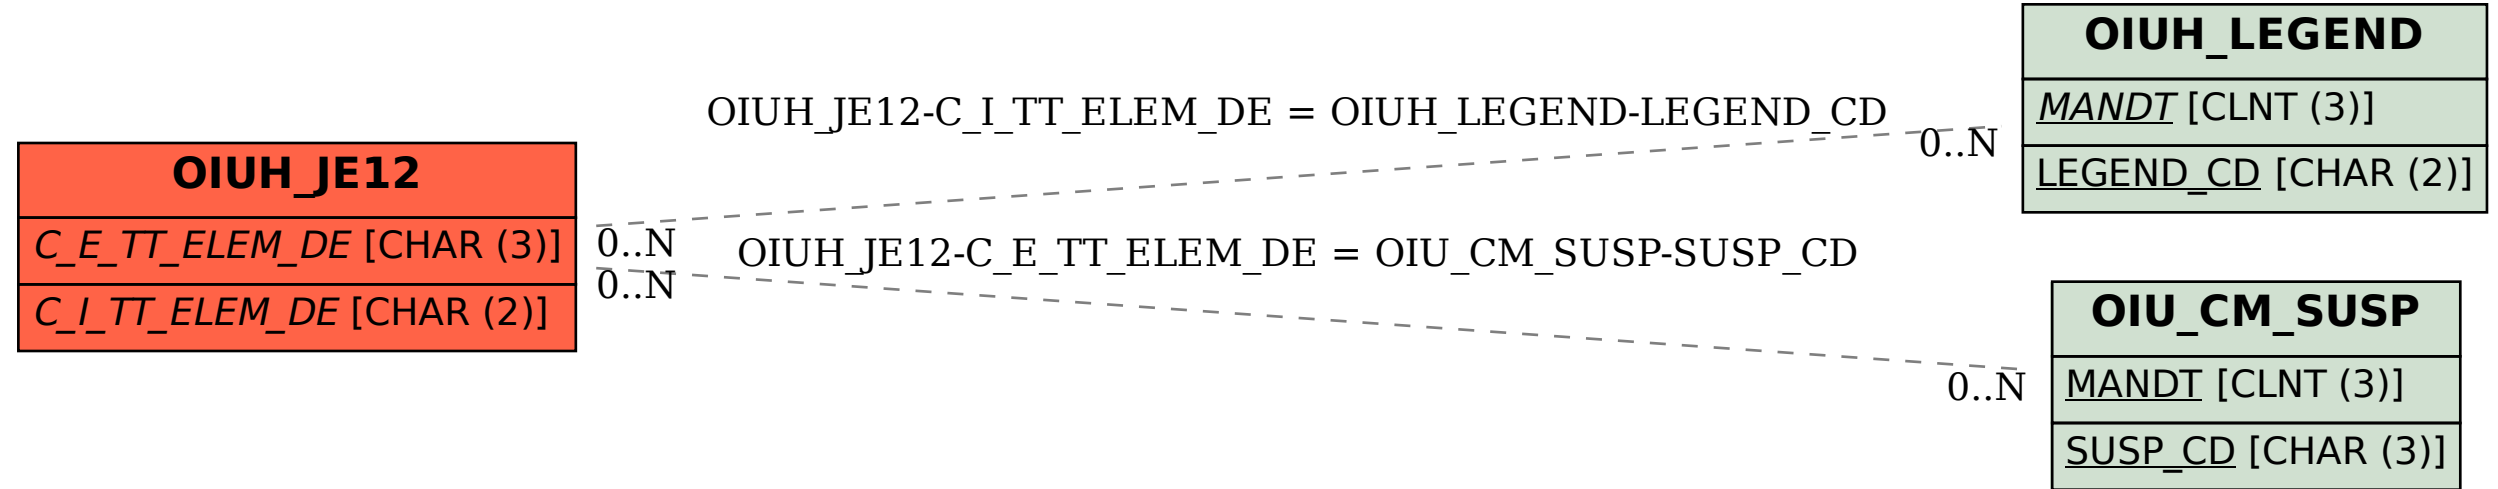 OIUH_JE12
C_E_TT_ELEM_DE [CHAR (3)]
C_I_TT_ELEM_DE [CHAR (2)]
OIUH_JE12-C_I_TT_ELEM_DE = OIUH_LEGEND-LEGEND_CD
0..N
0..N
OIUH_JE12-C_E_TT_ELEM_DE = OIU_CM_SUSP-SUSP_CD
0..N
0..N
OIUH_LEGEND
MANDT [CLNT (3)]
LEGEND_CD [CHAR (2)]
OIU_CM_SUSP
MANDT [CLNT (3)]
SUSP_CD [CHAR (3)]